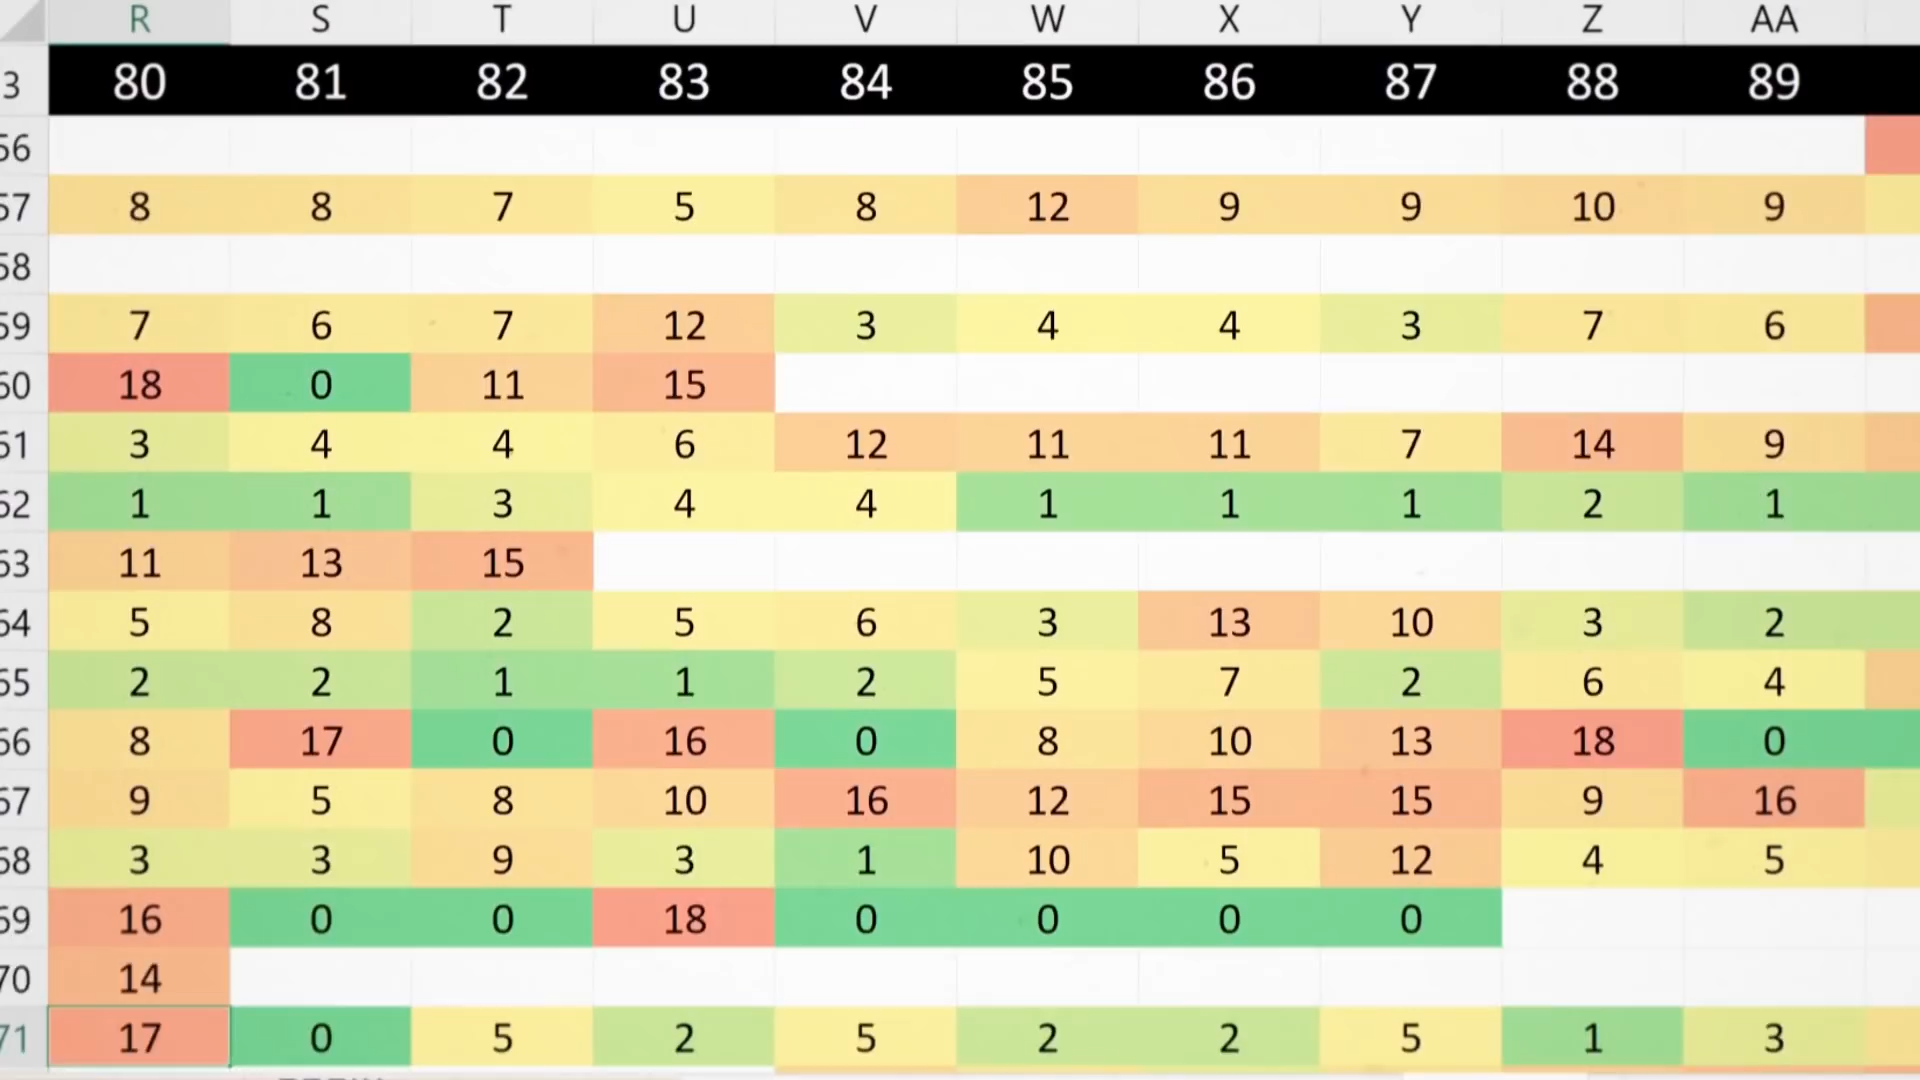 R S T U V W X Y Z AA
3 80 81 82 83 84 85 86 87 88 89
56
57 8 8 7 5 8 12 9 9 10 9
58
59 7 6 7 12 3 4 4 3 7 6
60 18 0 11 15
61 3 4 4 6 12 11 11 7 14 9
62 1 1 3 4 4 1 1 1 2 1
63 11 13 15
64 5 8 2 5 6 3 13 10 3 2
65 2 2 1 1 2 5 7 2 6 4
66 8 17 0 16 0 8 10 13 18 0
67 9 5 8 10 16 12 15 15 9 16
68 3 3 9 3 1 10 5 12 4 5
69 16 0 0 18 0 0 0 0
70 14
71 17 0 5 2 5 2 2 5 1 3